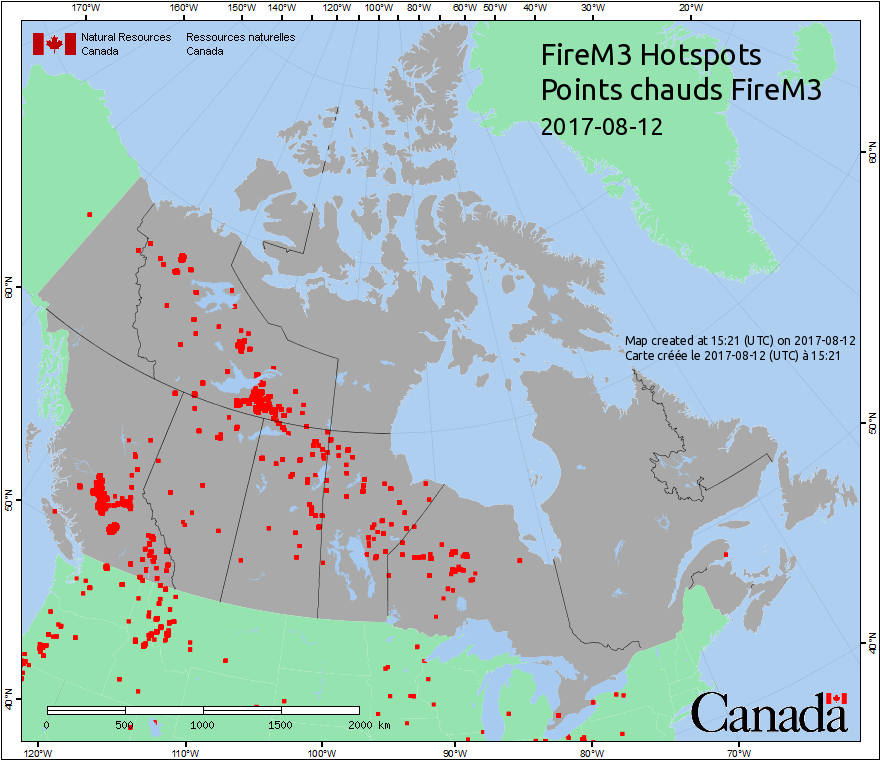 170°W 160°W 150°W 140°W 120°W 100°W 80°W 60°W 50°W 40°W 30°W 20°W
Natural Resources Canada
Ressources naturelles Canada
FireM3 Hotspots
Points chauds FireM3
2017-08-12
60°N
60°N
Map created at 15:21 (UTC) on 2017-08-12
Carte créée le 2017-08-12 (UTC) à 15:21
50°N
50°N
40°N
40°N
Canada
0 500 1000 1500 2000 km
120°W 110°W 100°W 90°W 80°W 70°W